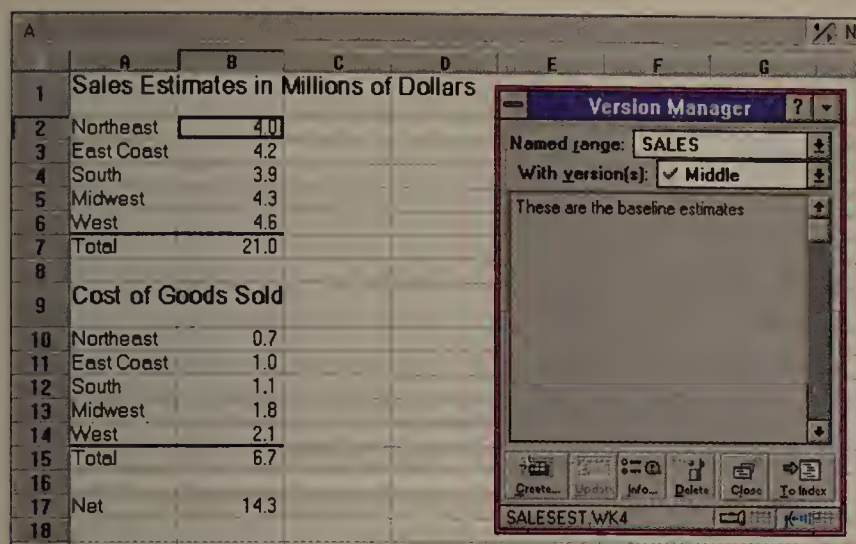 A
N
A B C D E F G
1 Sales Estimates in Millions of Dollars
2 Northeast 4.0
3 East Coast 4.2
4 South 3.9
5 Midwest 4.3
6 West 4.6
7 Total 21.0
8
9 Cost of Goods Sold
10 Northeast 0.7
11 East Coast 1.0
12 South 1.1
13 Midwest 1.8
14 West 2.1
15 Total 6.7
16
17 Net 14.3
18
Version Manager ?
Named range: SALES
With version(s): ✓ Middle
These are the baseline estimates
Create... Update Info... Delete Close To Index
SALESEST.WK4